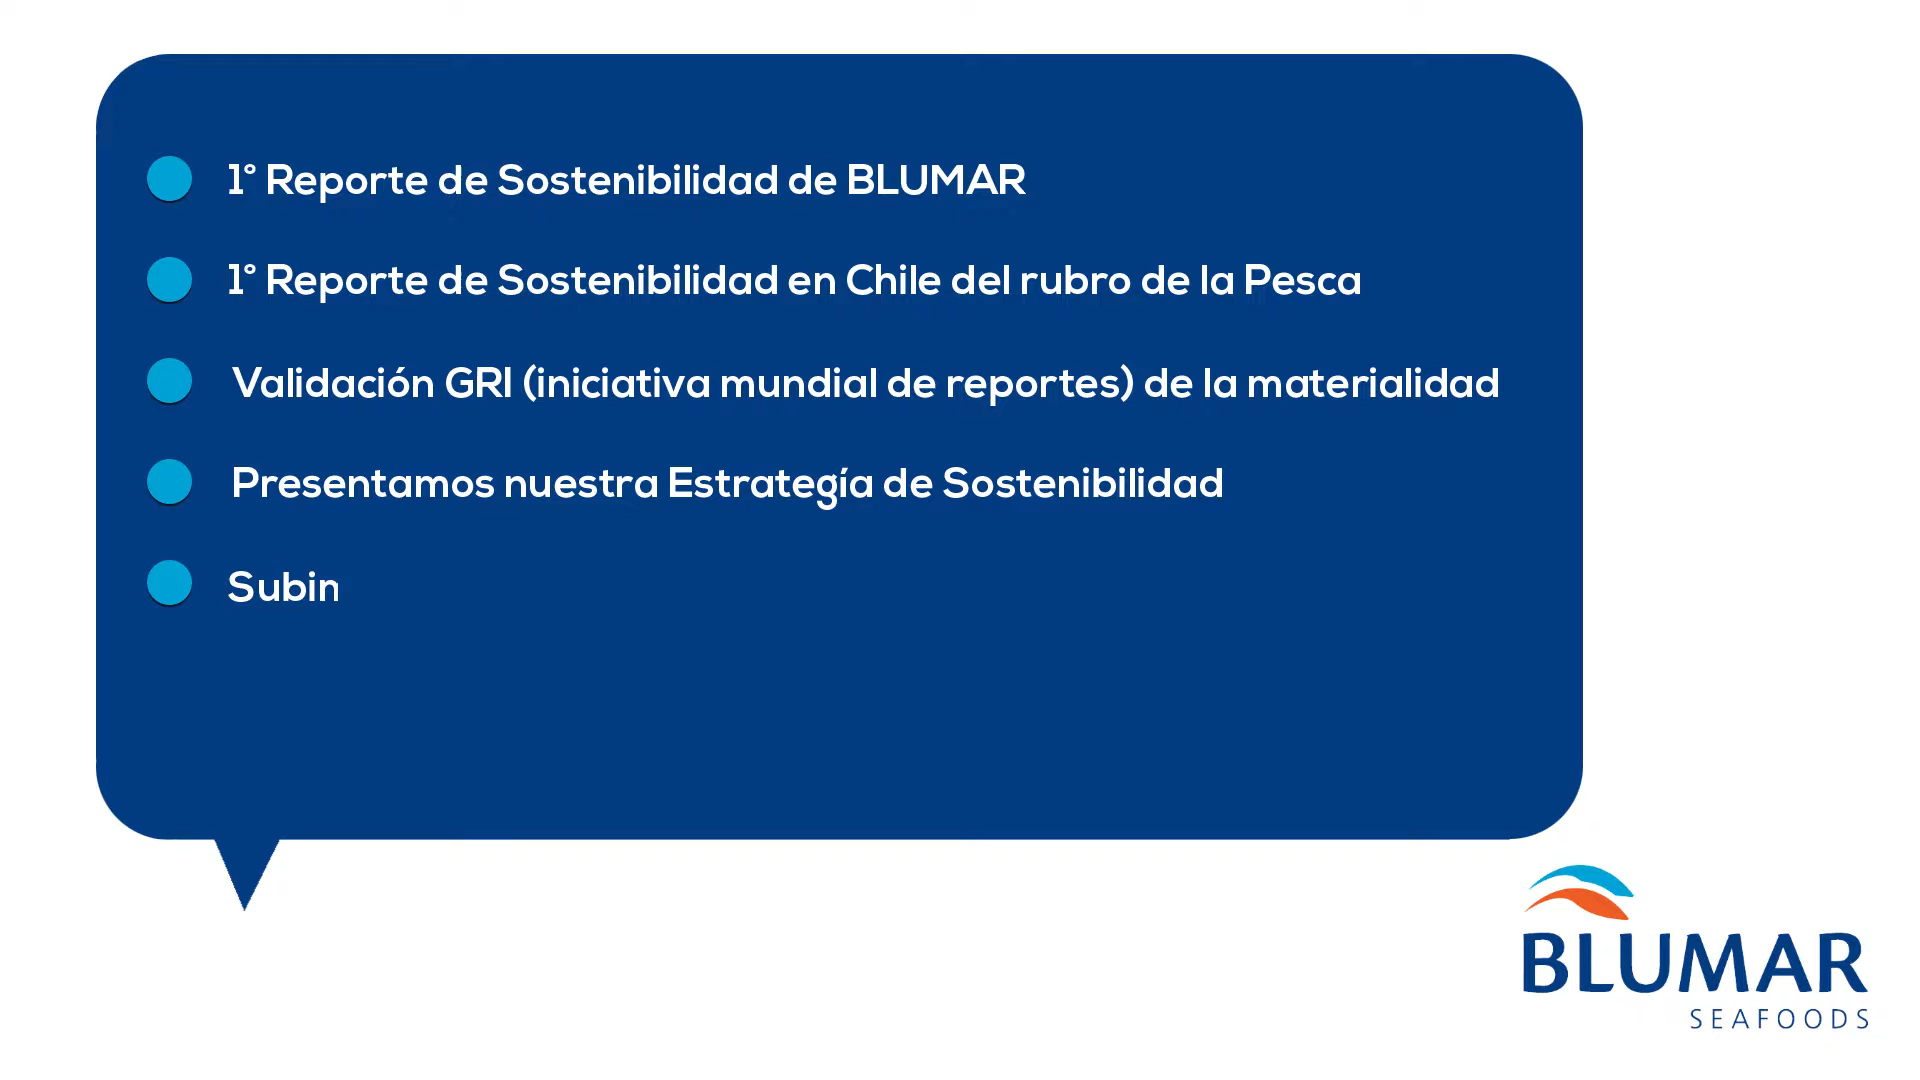 1° Reporte de Sostenibilidad de BLUMAR
1° Reporte de Sostenibilidad en Chile del rubro de la Pesca
Validación GRI (iniciativa mundial de reportes) de la materialidad
Presentamos nuestra Estrategía de Sostenibilidad
Subin
BLUMAR
SEAFOODS